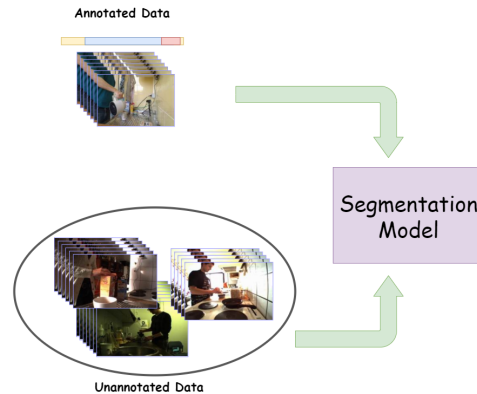 Annotated Data
Segmentation
Model
Unannotated Data